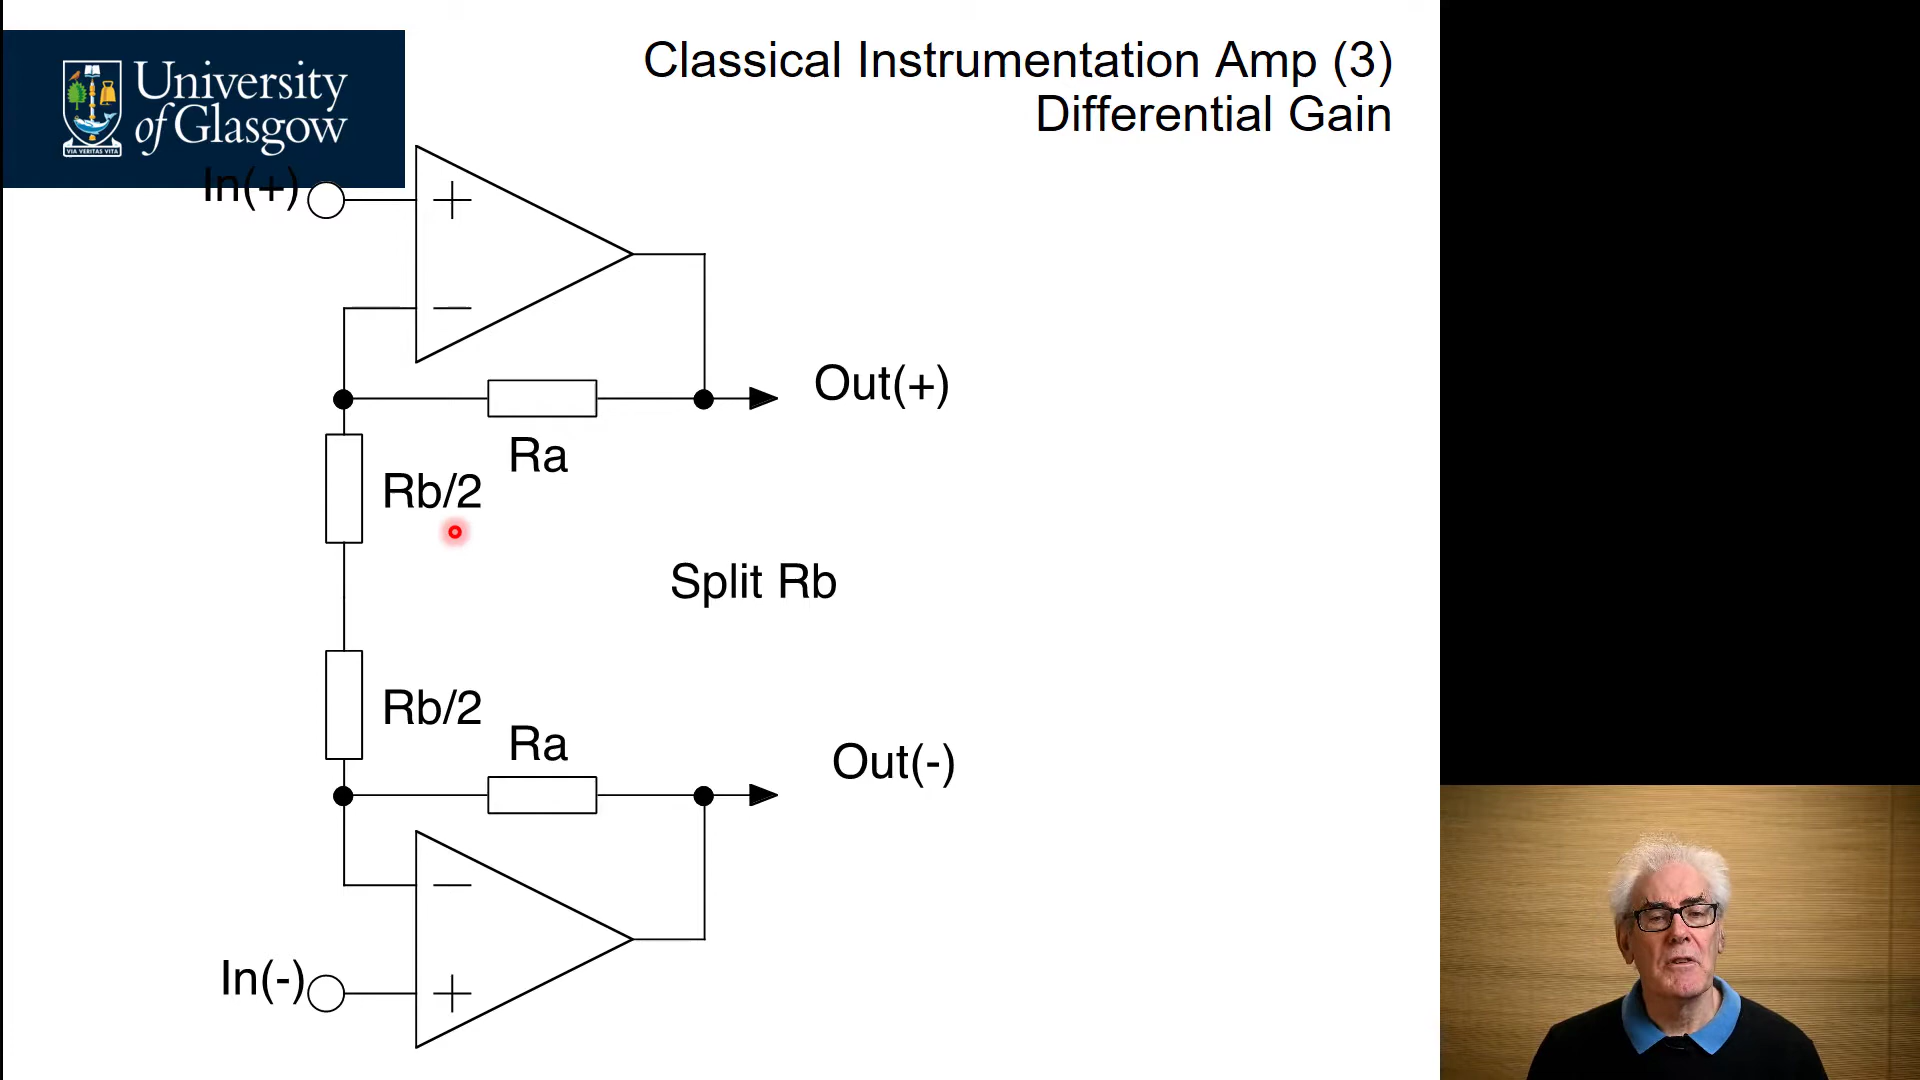 University
of Glasgow
VIA VERITAS VITA
Classical Instrumentation Amp (3)
Differential Gain
In(+)
+
−
Out(+)
Ra
Rb/2
Split Rb
Rb/2
Ra
Out(-)
−
In(-)
+